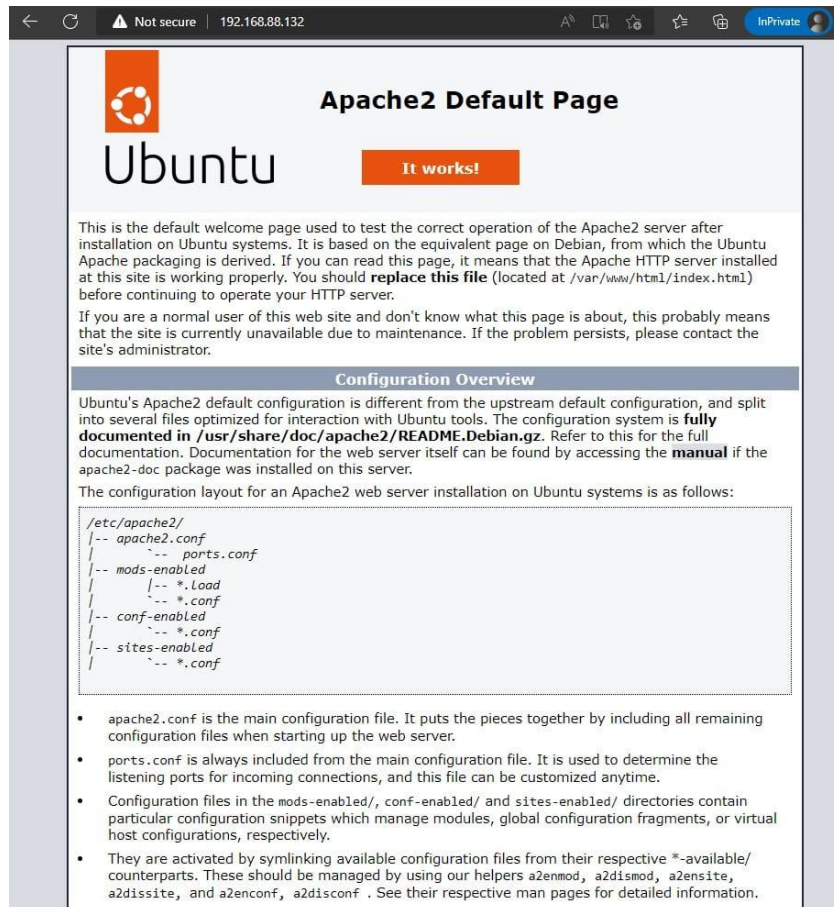 Not secure | 192.168.88.132
InPrivate
Apache2 Default Page
Ubuntu
It works!
This is the default welcome page used to test the correct operation of the Apache2 server after
installation on Ubuntu systems. It is based on the equivalent page on Debian, from which the Ubuntu
Apache packaging is derived. If you can read this page, it means that the Apache HTTP server installed
at this site is working properly. You should replace this file (located at /var/www/html/index.html)
before continuing to operate your HTTP server.
If you are a normal user of this web site and don't know what this page is about, this probably means
that the site is currently unavailable due to maintenance. If the problem persists, please contact the
site's administrator.
Configuration Overview
Ubuntu's Apache2 default configuration is different from the upstream default configuration, and split
into several files optimized for interaction with Ubuntu tools. The configuration system is fully
documented in /usr/share/doc/apache2/README.Debian.gz. Refer to this for the full
documentation. Documentation for the web server itself can be found by accessing the manual if the
apache2-doc package was installed on this server.
The configuration layout for an Apache2 web server installation on Ubuntu systems is as follows:
/etc/apache2/
|-- apache2.conf
|       `--  ports.conf
|-- mods-enabled
|       |-- *.load
|       `-- *.conf
|-- conf-enabled
|       `-- *.conf
|-- sites-enabled
|       `-- *.conf
• apache2.conf is the main configuration file. It puts the pieces together by including all remaining
configuration files when starting up the web server.
• ports.conf is always included from the main configuration file. It is used to determine the
listening ports for incoming connections, and this file can be customized anytime.
• Configuration files in the mods-enabled/, conf-enabled/ and sites-enabled/ directories contain
particular configuration snippets which manage modules, global configuration fragments, or virtual
host configurations, respectively.
• They are activated by symlinking available configuration files from their respective *-available/
counterparts. These should be managed by using our helpers a2enmod, a2dismod, a2ensite,
a2dissite, and a2enconf, a2disconf . See their respective man pages for detailed information.